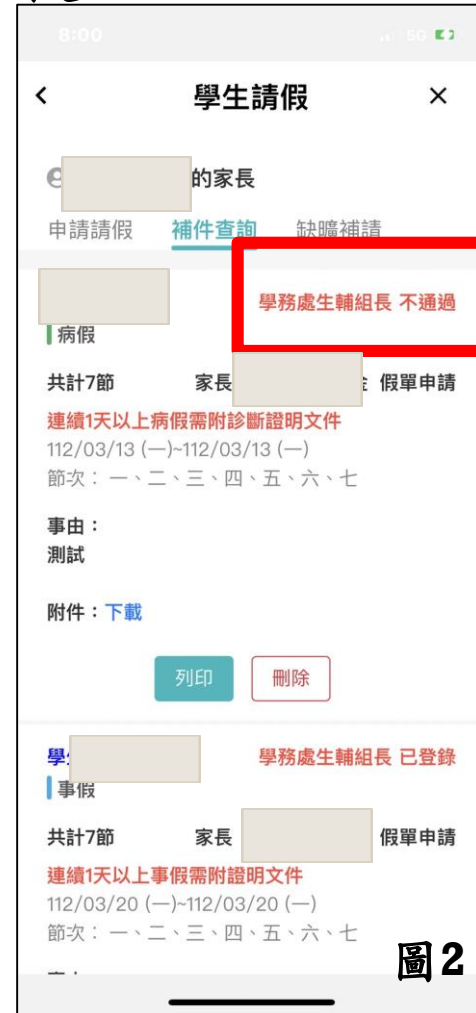 8:00 5G
學生請假
的家長
申請請假 補件查詢 缺曠補請
學務處生輔組長 不通過
病假
共計7節 家長 假單申請
連續1天以上病假需附診斷證明文件
112/03/13 (一)~112/03/13 (一)
節次：一、二、三、四、五、六、七
事由：
測試
附件：下載
列印 刪除
學 學務處生輔組長 已登錄
事假
共計7節 家長 假單申請
連續1天以上事假需附證明文件
112/03/20 (一)~112/03/20 (一)
節次：一、二、三、四、五、六、七
圖2